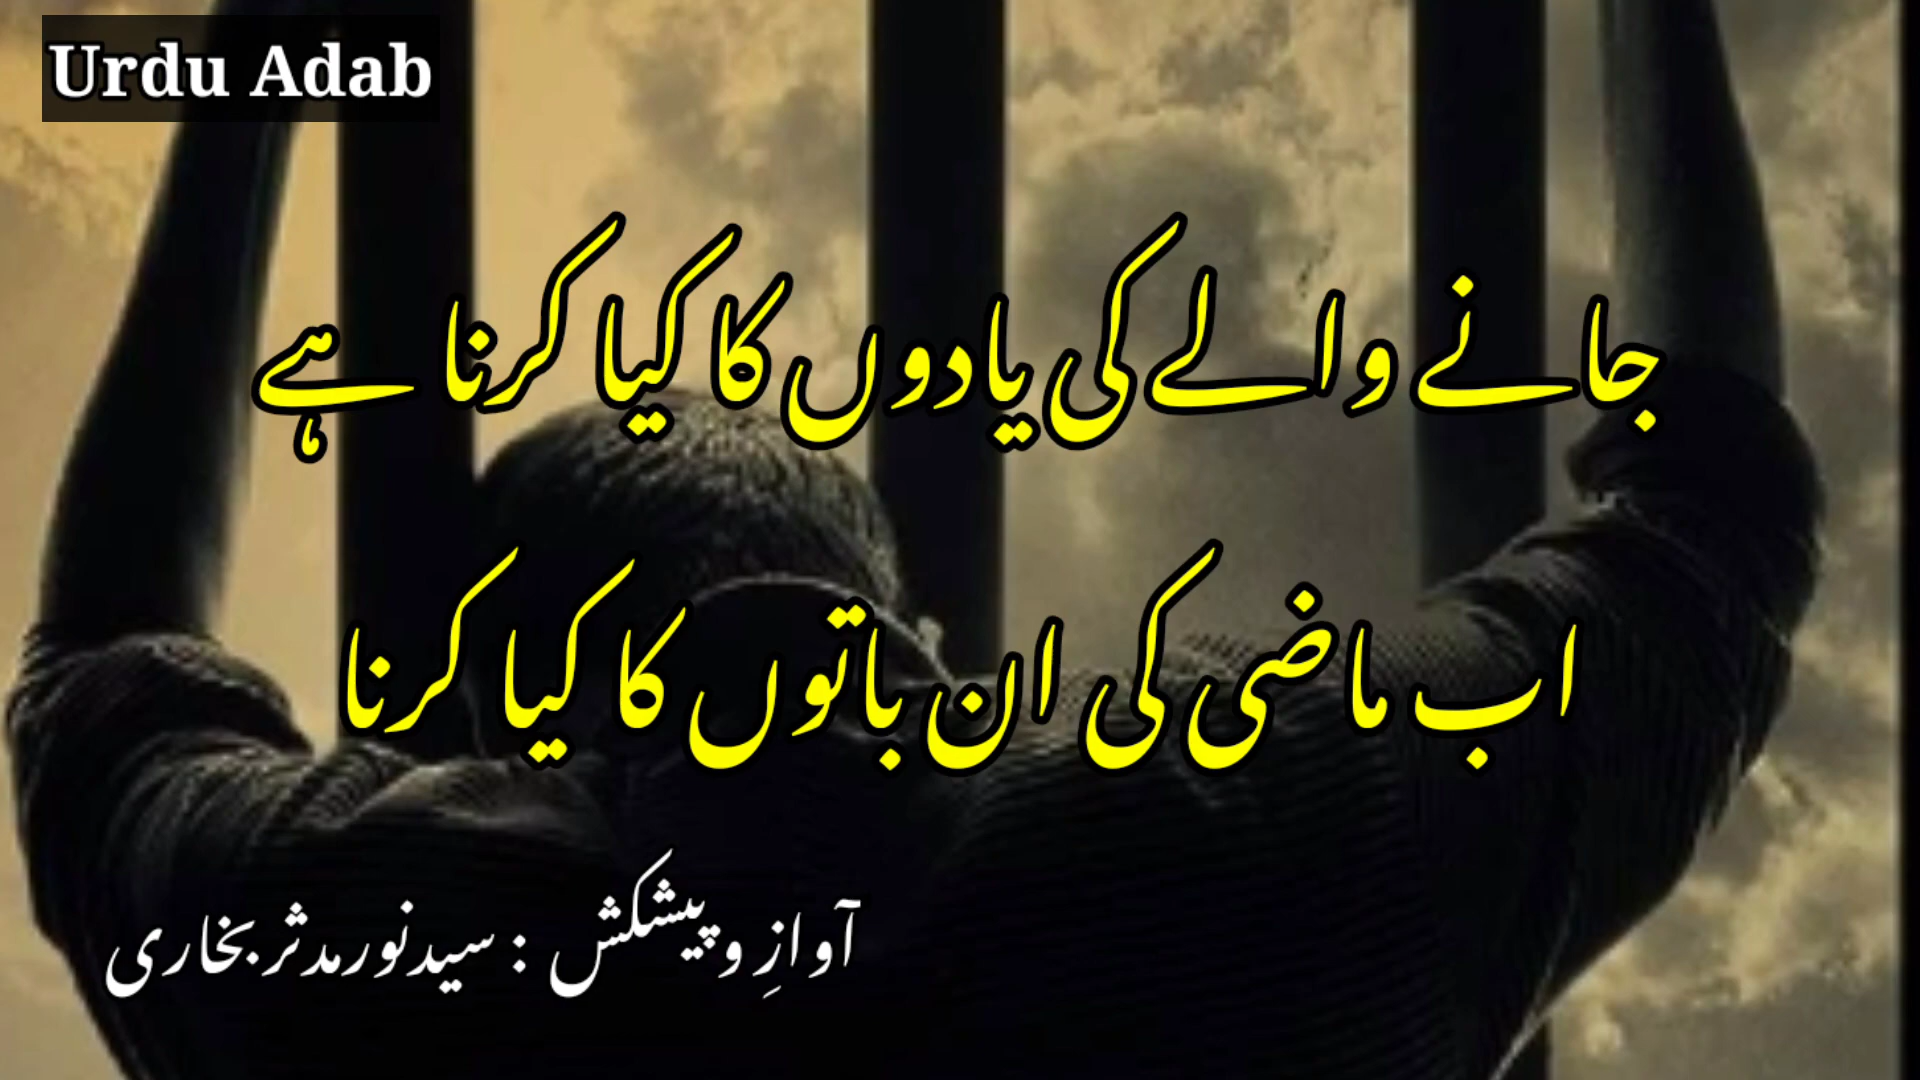 Urdu Adab
جانے والے کی یادوں کا کیا کرنا ہے
اب ماضی کی ان باتوں کا کیا کرنا
آوازِ و پیشکش : سید نور مدثر بخاری